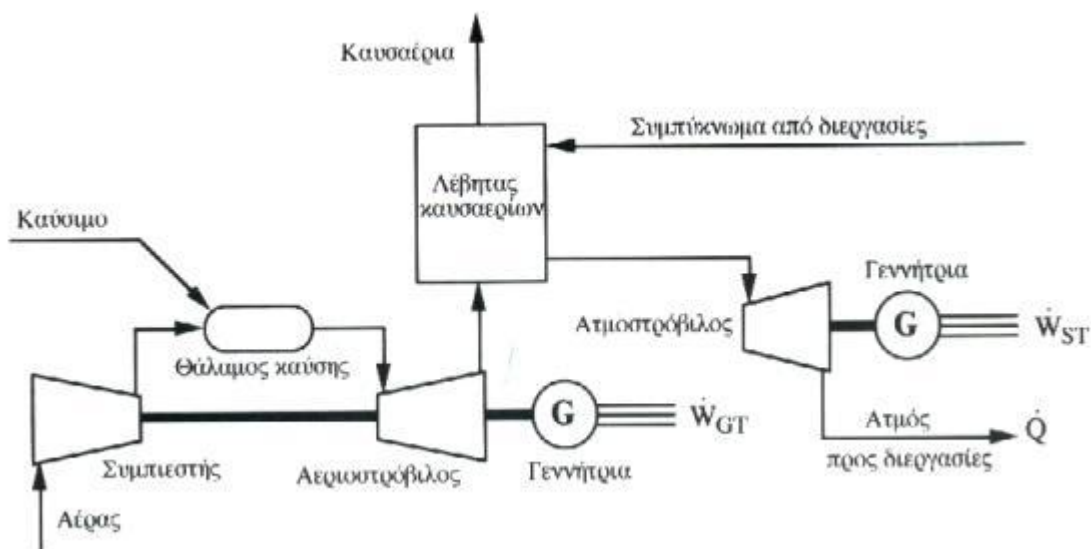 Καυσαέρια
Συμπύκνωμα από διεργασίες
Λέβητας
καυσαερίων
Καύσιμο
Γεννήτρια
Ατμοστρόβιλος
G
Ẇ_ST
Θάλαμος καύσης
G
Ẇ_GT
Ατμός
Q̇
προς διεργασίες
Συμπιεστής
Αεριοστρόβιλος
Γεννήτρια
Αέρας